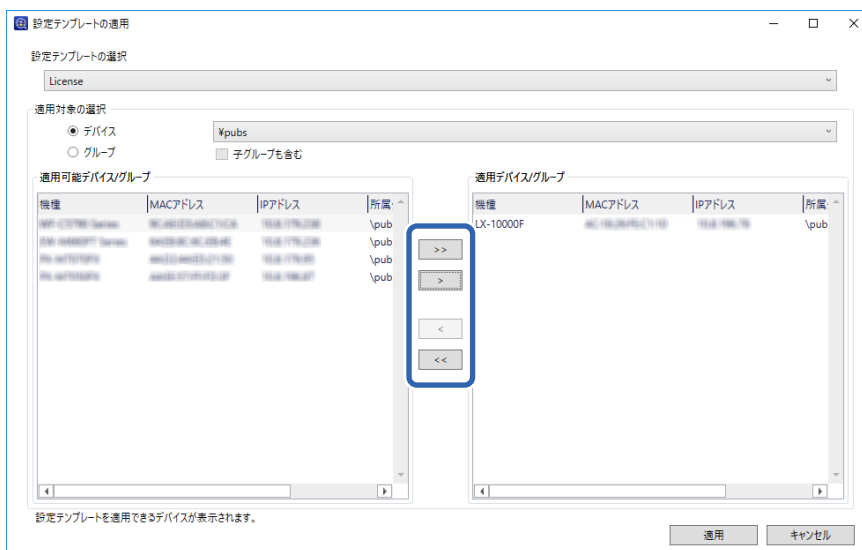 設定テンプレートの適用
設定テンプレートの選択
License
適用対象の選択
デバイス
¥pubs
グループ
子グループも含む
適用可能デバイス/グループ
適用デバイス/グループ
機種 MACアドレス IPアドレス 所属・
機種 MACアドレス IPアドレス 所属・
\pub
LX-10000F \pub
\pub
\pub
\pub
>>
>
<
<<
設定テンプレートを適用できるデバイスが表示されます。
適用 キャンセル